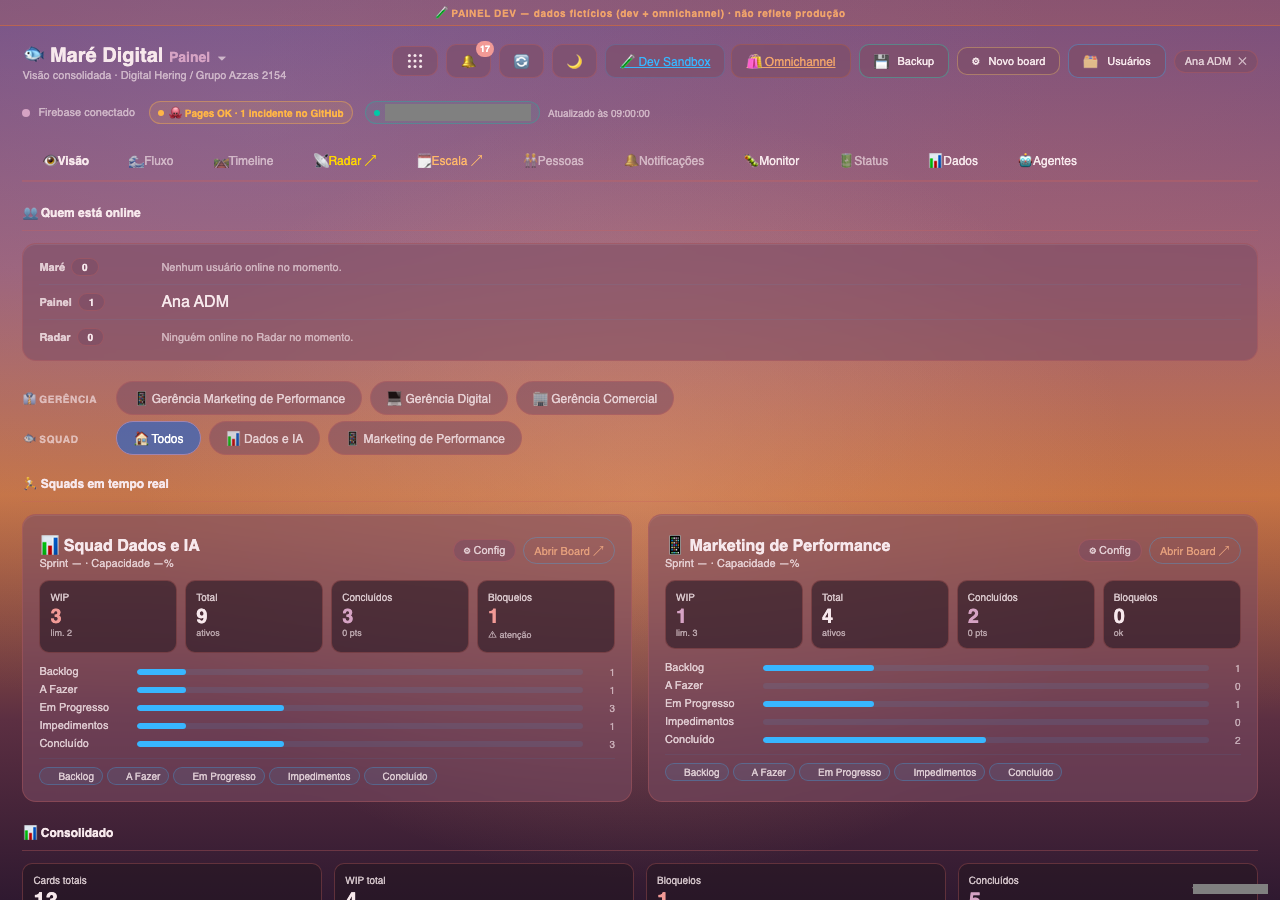 PAINEL DEV — dados fictícios (dev + omnichannel) · não reflete produção
Maré Digital Painel
Visão consolidada · Digital Hering / Grupo Azzas 2154
17
Dev Sandbox
Omnichannel
Backup
Novo board
Usuários
Ana ADM ✕
Firebase conectado
Pages OK · 1 incidente no GitHub
Atualizado às 09:00:00
Visão
Fluxo
Timeline
Radar ↗
Escala ↗
Pessoas
Notificações
Monitor
Status
Dados
Agentes
Quem está online
Maré 0 Nenhum usuário online no momento.
Painel 1 Ana ADM
Radar 0 Ninguém online no Radar no momento.
GERÊNCIA Gerência Marketing de Performance Gerência Digital Gerência Comercial
SQUAD Todos Dados e IA Marketing de Performance
Squads em tempo real
Squad Dados e IA
Sprint — · Capacidade —%
Config
Abrir Board ↗
WIP
3
lim. 2
Total
9
ativos
Concluídos
3
0 pts
Bloqueios
1
⚠ atenção
Backlog 1
A Fazer 1
Em Progresso 3
Impedimentos 1
Concluído 3
Backlog A Fazer Em Progresso Impedimentos Concluído
Marketing de Performance
Sprint — · Capacidade —%
Config
Abrir Board ↗
WIP
1
lim. 3
Total
4
ativos
Concluídos
2
0 pts
Bloqueios
0
ok
Backlog 1
A Fazer 0
Em Progresso 1
Impedimentos 0
Concluído 2
Backlog A Fazer Em Progresso Impedimentos Concluído
Consolidado
Cards totais
13
WIP total
4
Bloqueios
1
Concluídos
5